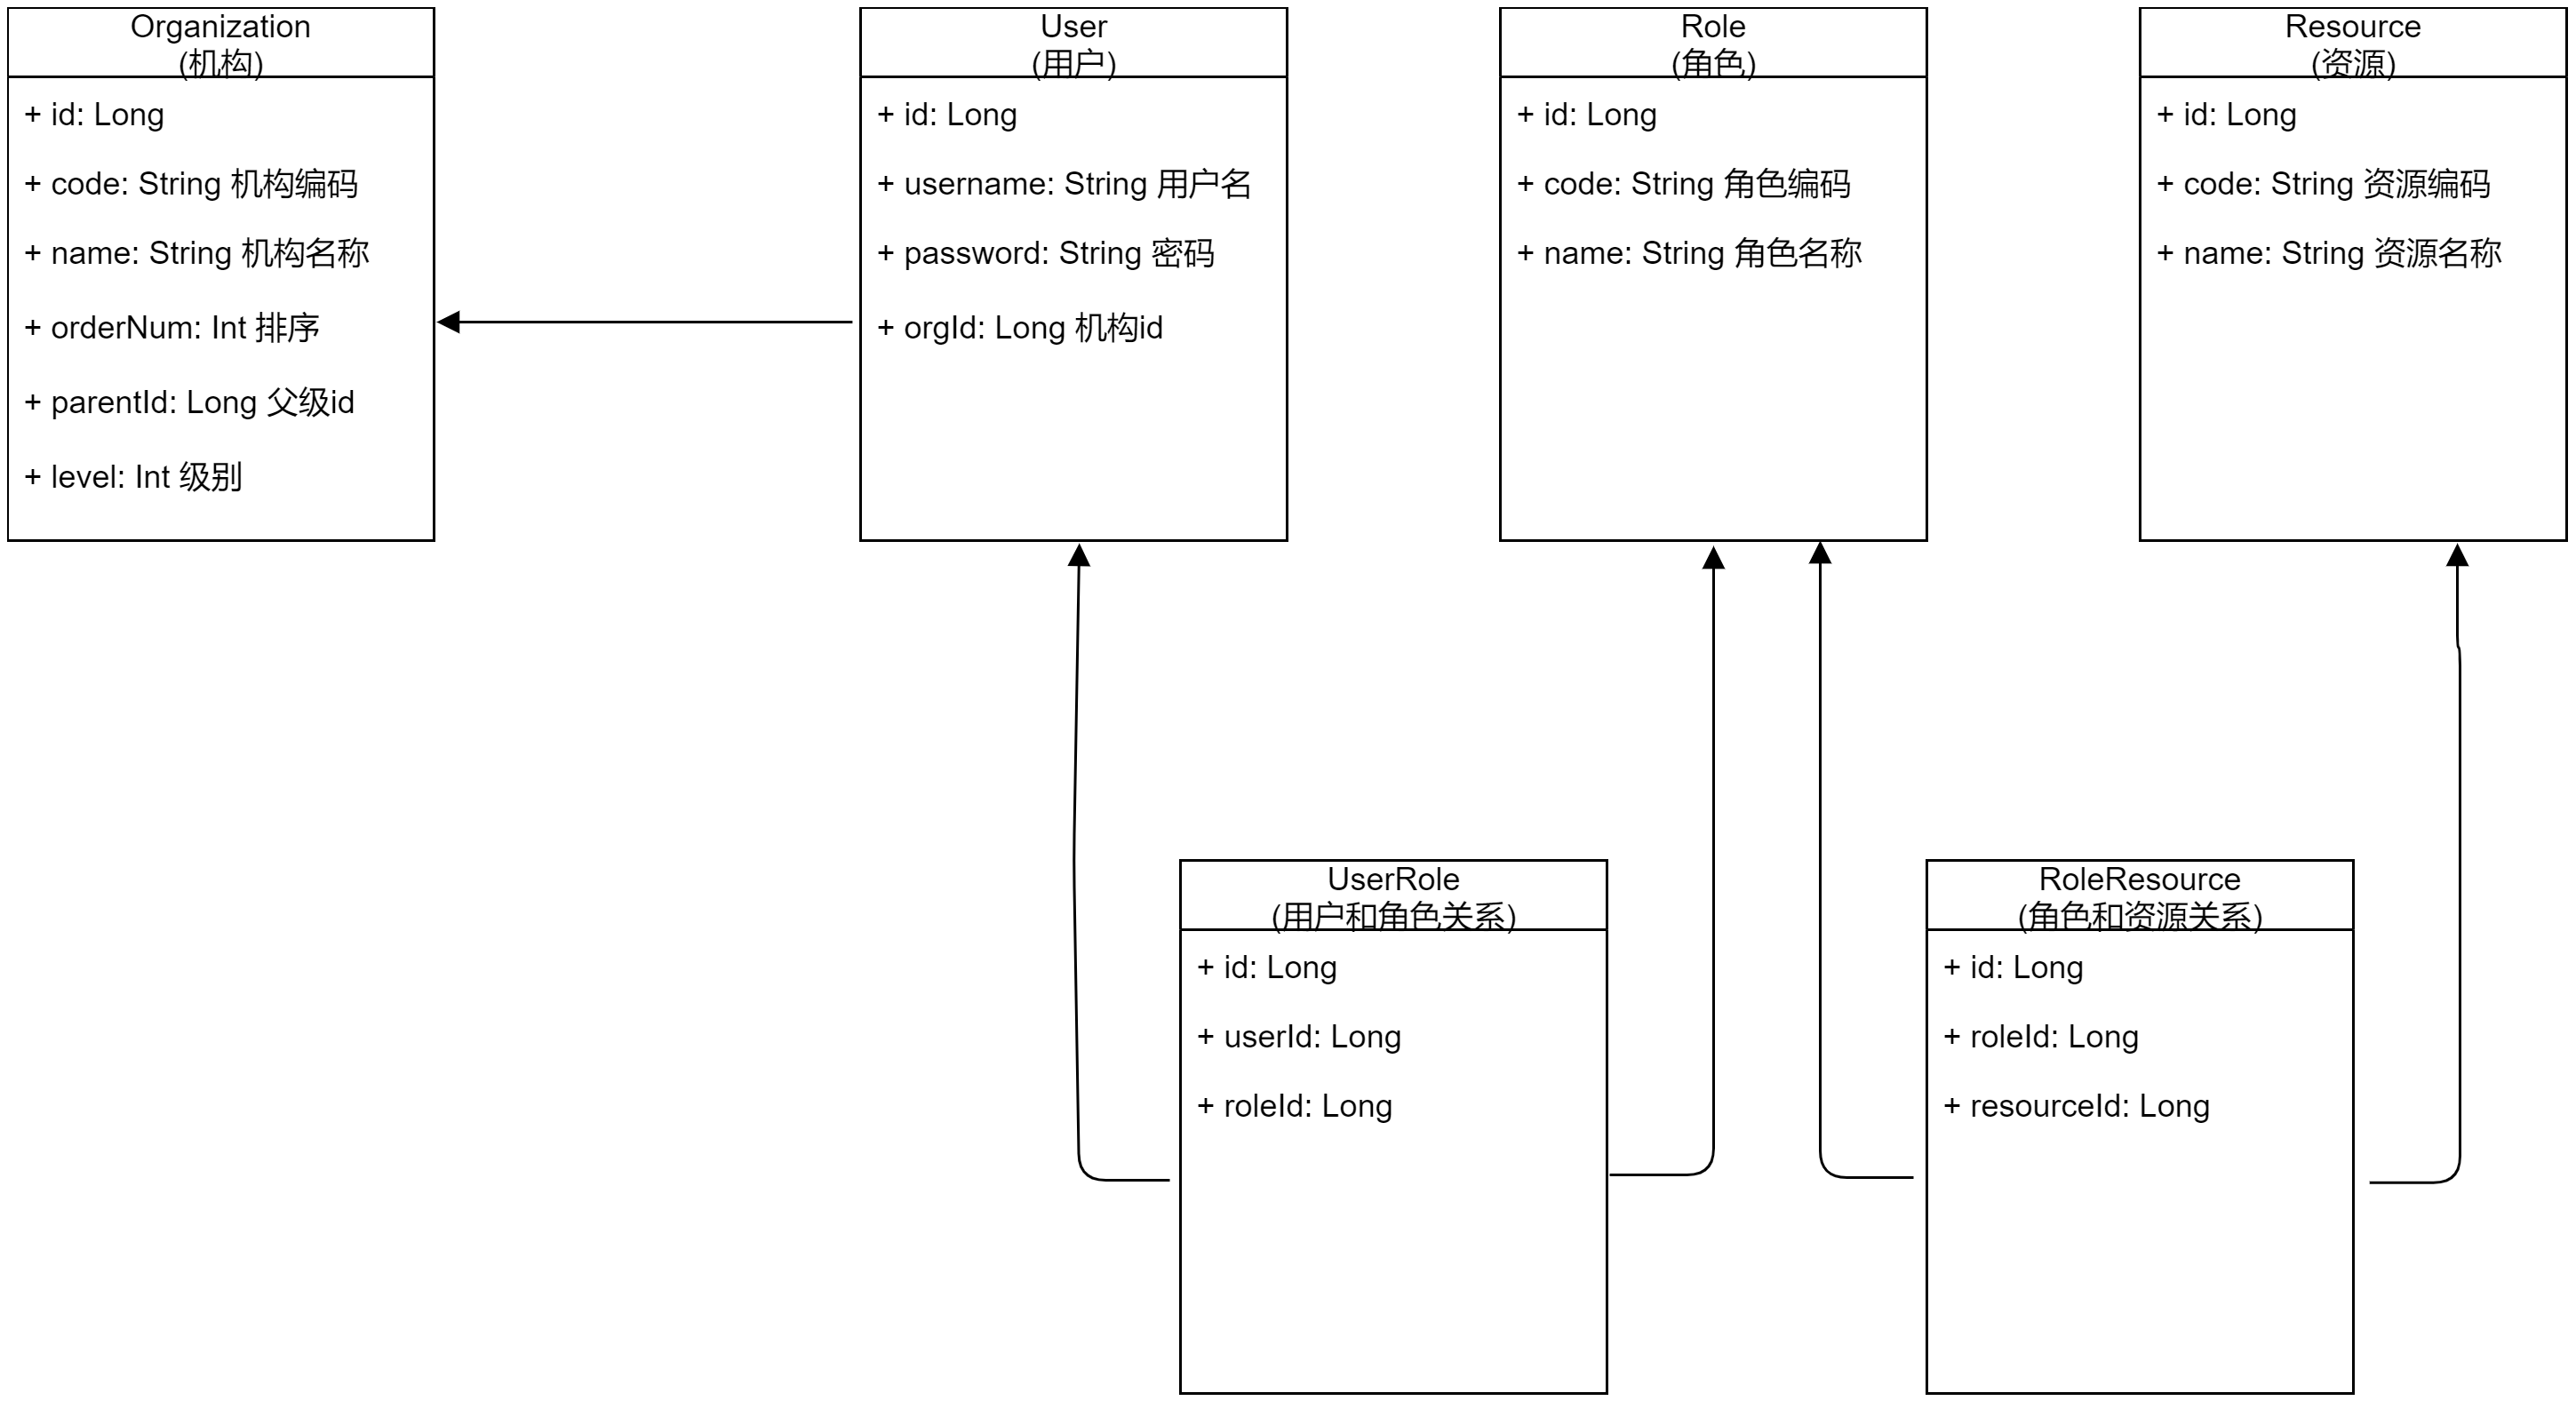 Organization
(机构)
+ id: Long
+ code: String 机构编码
+ name: String 机构名称
+ orderNum: Int 排序
+ parentId: Long 父级id
+ level: Int 级别
User
(用户)
+ id: Long
+ username: String 用户名
+ password: String 密码
+ orgId: Long 机构id
Role
(角色)
+ id: Long
+ code: String 角色编码
+ name: String 角色名称
Resource
(资源)
+ id: Long
+ code: String 资源编码
+ name: String 资源名称
UserRole
(用户和角色关系)
+ id: Long
+ userId: Long
+ roleId: Long
RoleResource
(角色和资源关系)
+ id: Long
+ roleId: Long
+ resourceId: Long